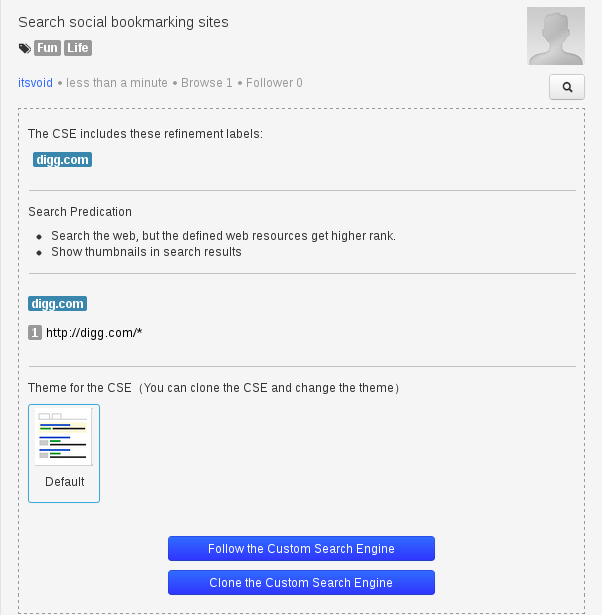 Search social bookmarking sites
Fun Life
itsvoid • less than a minute • Browse 1 • Follower 0
The CSE includes these refinement labels:
digg.com
Search Predication
• Search the web, but the defined web resources get higher rank.
• Show thumbnails in search results
digg.com
1 http://digg.com/*
Theme for the CSE（You can clone the CSE and change the theme）
Default
Follow the Custom Search Engine
Clone the Custom Search Engine